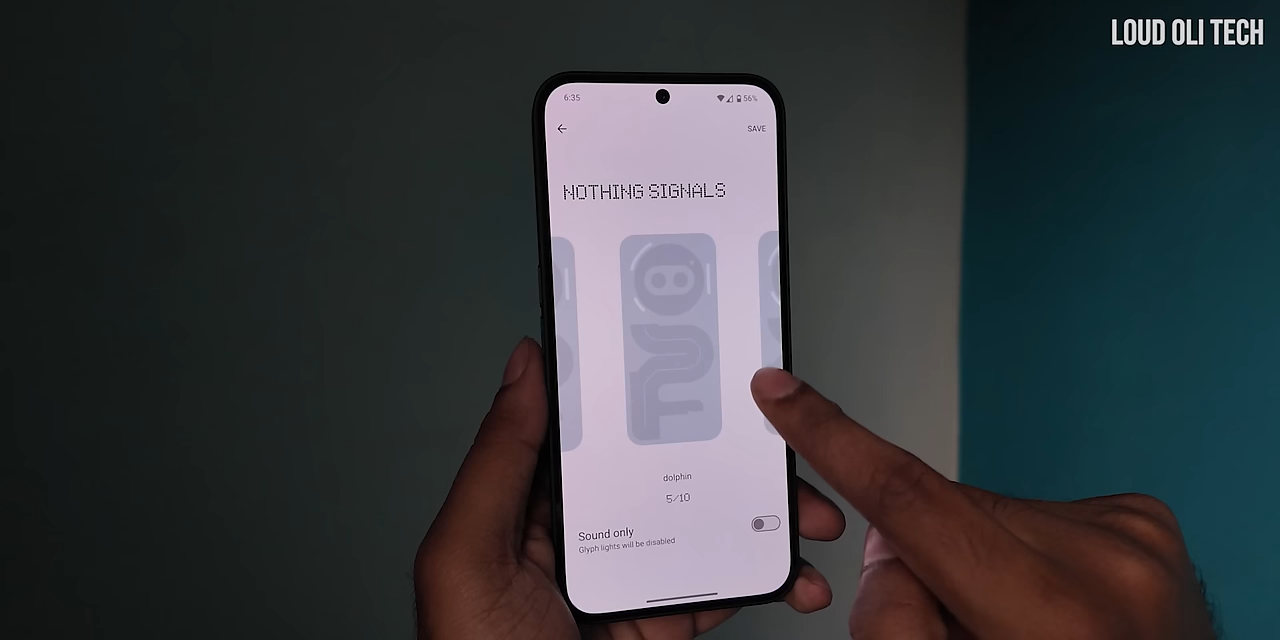 LOUD OLI TECH
6:35
56%
SAVE
NOTHING SIGNALS
dolphin
5/10
Sound only
Glyph lights will be disabled